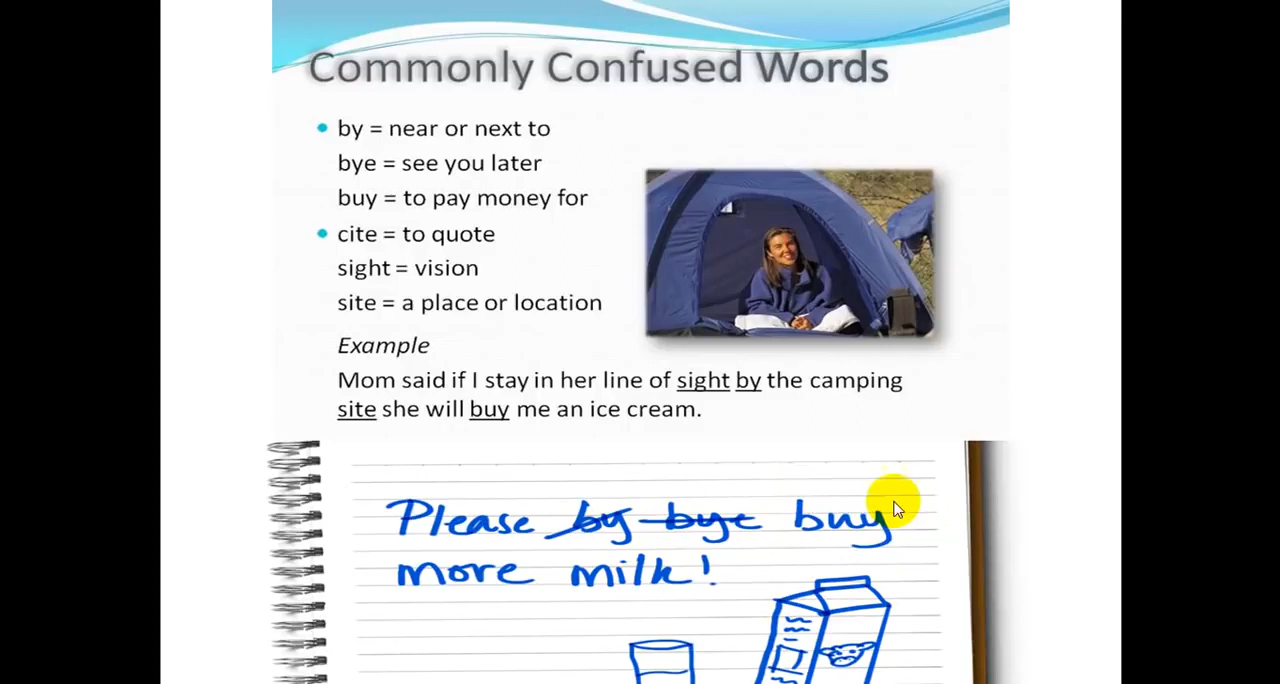 Commonly Confused Words
by = near or next to
bye = see you later
buy = to pay money for
cite = to quote
sight = vision
site = a place or location
Example
Mom said if I stay in her line of sight by the camping
site she will buy me an ice cream.
Please by bye buy
more milk!